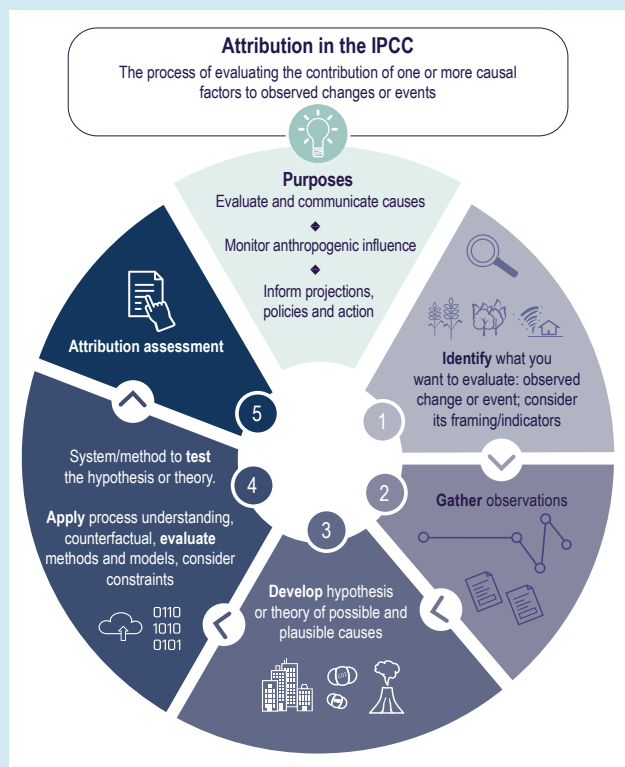 Attribution in the IPCC
The process of evaluating the contribution of one or more causal
factors to observed changes or events
Purposes
Evaluate and communicate causes
Monitor anthropogenic influence
Inform projections,
policies and action
Identify what you
want to evaluate: observed
change or event; consider
its framing/indicators
1
Gather observations
2
3
Develop hypothesis
or theory of possible and
plausible causes
System/method to test
the hypothesis or theory.
4
Apply process understanding,
counterfactual, evaluate
methods and models, consider
constraints
0110
1010
0101
Attribution assessment
5